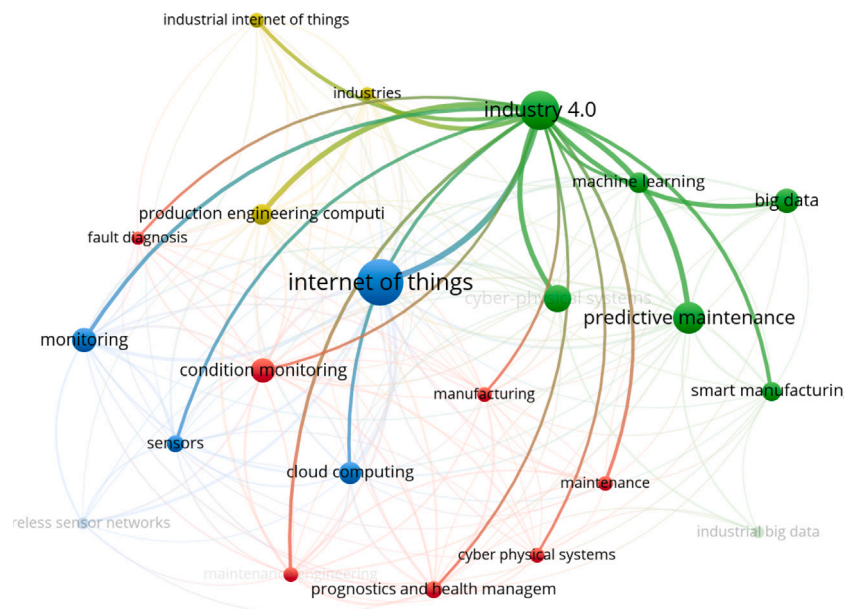 industrial internet of things
industries
industry 4.0
machine learning
big data
production engineering computi
fault diagnosis
internet of things
cyber-physical systems
predictive maintenance
monitoring
condition monitoring
manufacturing
smart manufacturin
sensors
cloud computing
maintenance
reless sensor networks
industrial big data
cyber physical systems
maintenance engineering
prognostics and health managem